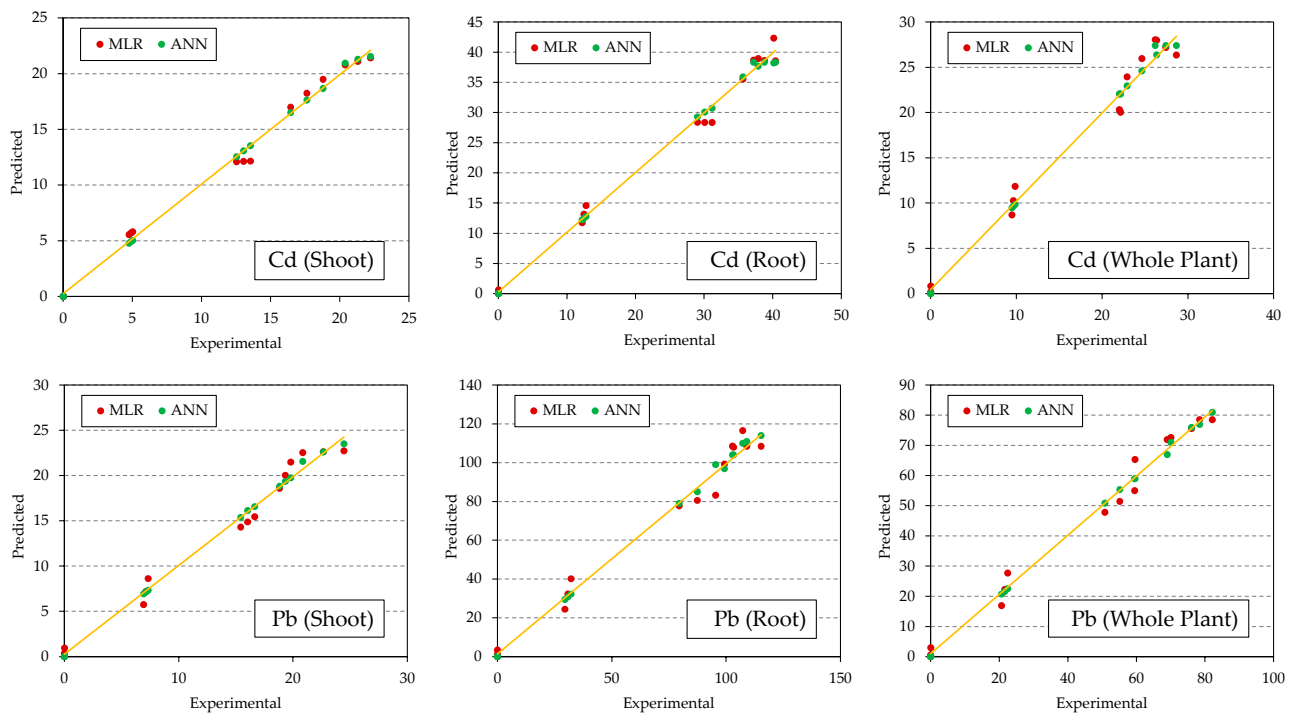 25
20
15
10
5
0
Predicted
MLR ANN
Cd (Shoot)
0 5 10 15 20 25
Experimental
45
40
35
30
25
20
15
10
5
0
Predicted
MLR ANN
Cd (Root)
0 10 20 30 40 50
Experimental
30
25
20
15
10
5
0
Predicted
MLR ANN
Cd (Whole Plant)
0 10 20 30 40
Experimental
30
25
20
15
10
5
0
Predicted
MLR ANN
Pb (Shoot)
0 10 20 30
Experimental
140
120
100
80
60
40
20
0
Predicted
MLR ANN
Pb (Root)
0 50 100 150
Experimental
90
80
70
60
50
40
30
20
10
0
Predicted
MLR ANN
Pb (Whole Plant)
0 20 40 60 80 100
Experimental